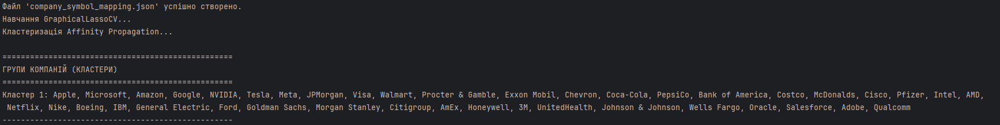 Файл 'company_symbol_mapping.json' успішно створено.
Навчання GraphicalLassoCV...
Кластеризація Affinity Propagation...
==================================================
ГРУПИ КОМПАНІЙ (КЛАСТЕРИ)
==================================================
Кластер 1: Apple, Microsoft, Amazon, Google, NVIDIA, Tesla, Meta, JPMorgan, Visa, Walmart, Procter & Gamble, Exxon Mobil, Chevron, Coca-Cola, PepsiCo, Bank of America, Costco, McDonalds, Cisco, Pfizer, Intel, AMD,
Netflix, Nike, Boeing, IBM, General Electric, Ford, Goldman Sachs, Morgan Stanley, Citigroup, AmEx, Honeywell, 3M, UnitedHealth, Johnson & Johnson, Wells Fargo, Oracle, Salesforce, Adobe, Qualcomm
--------------------------------------------------